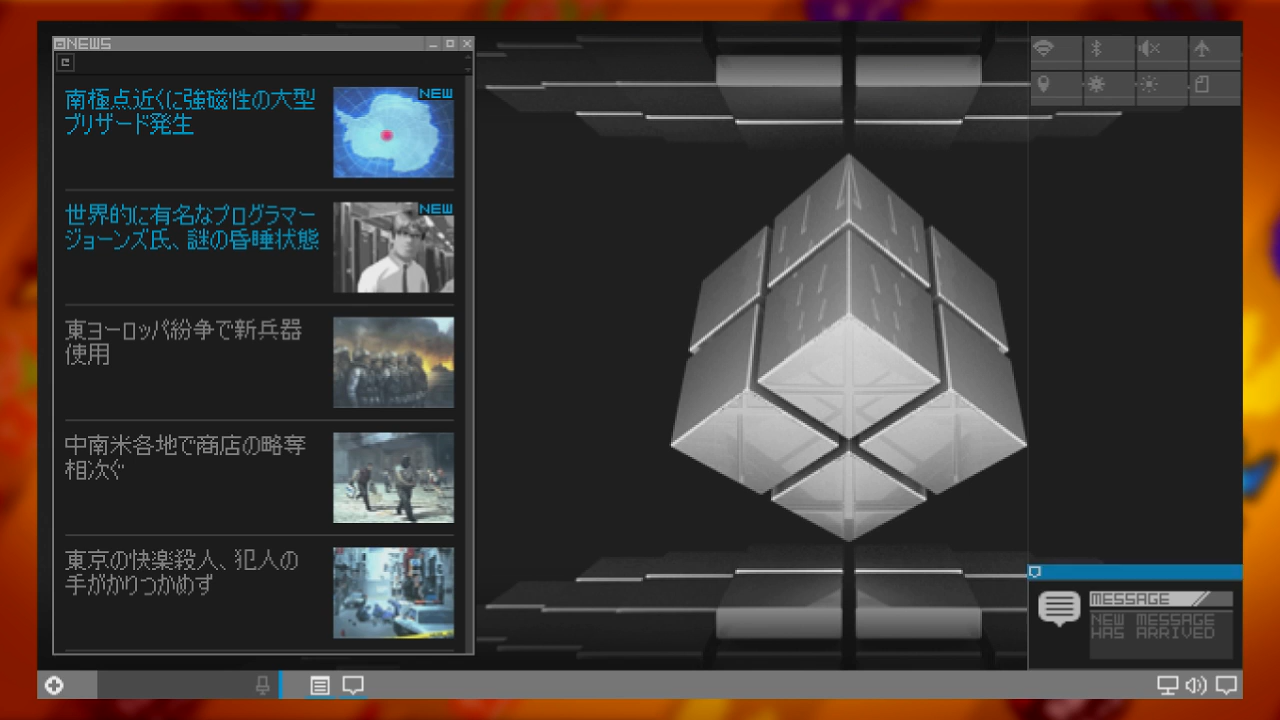 NEWS
南極点近くに強磁性の大型
ブリザード発生
NEW
世界的に有名なプログラマー
ジョーンズ氏、謎の昏睡状態
NEW
東ヨーロッパ紛争で新兵器
使用
中南米各地で商店の略奪
相次ぐ
東京の快楽殺人、犯人の
手がかりつかめず
MESSAGE
NEW MESSAGE
HAS ARRIVED